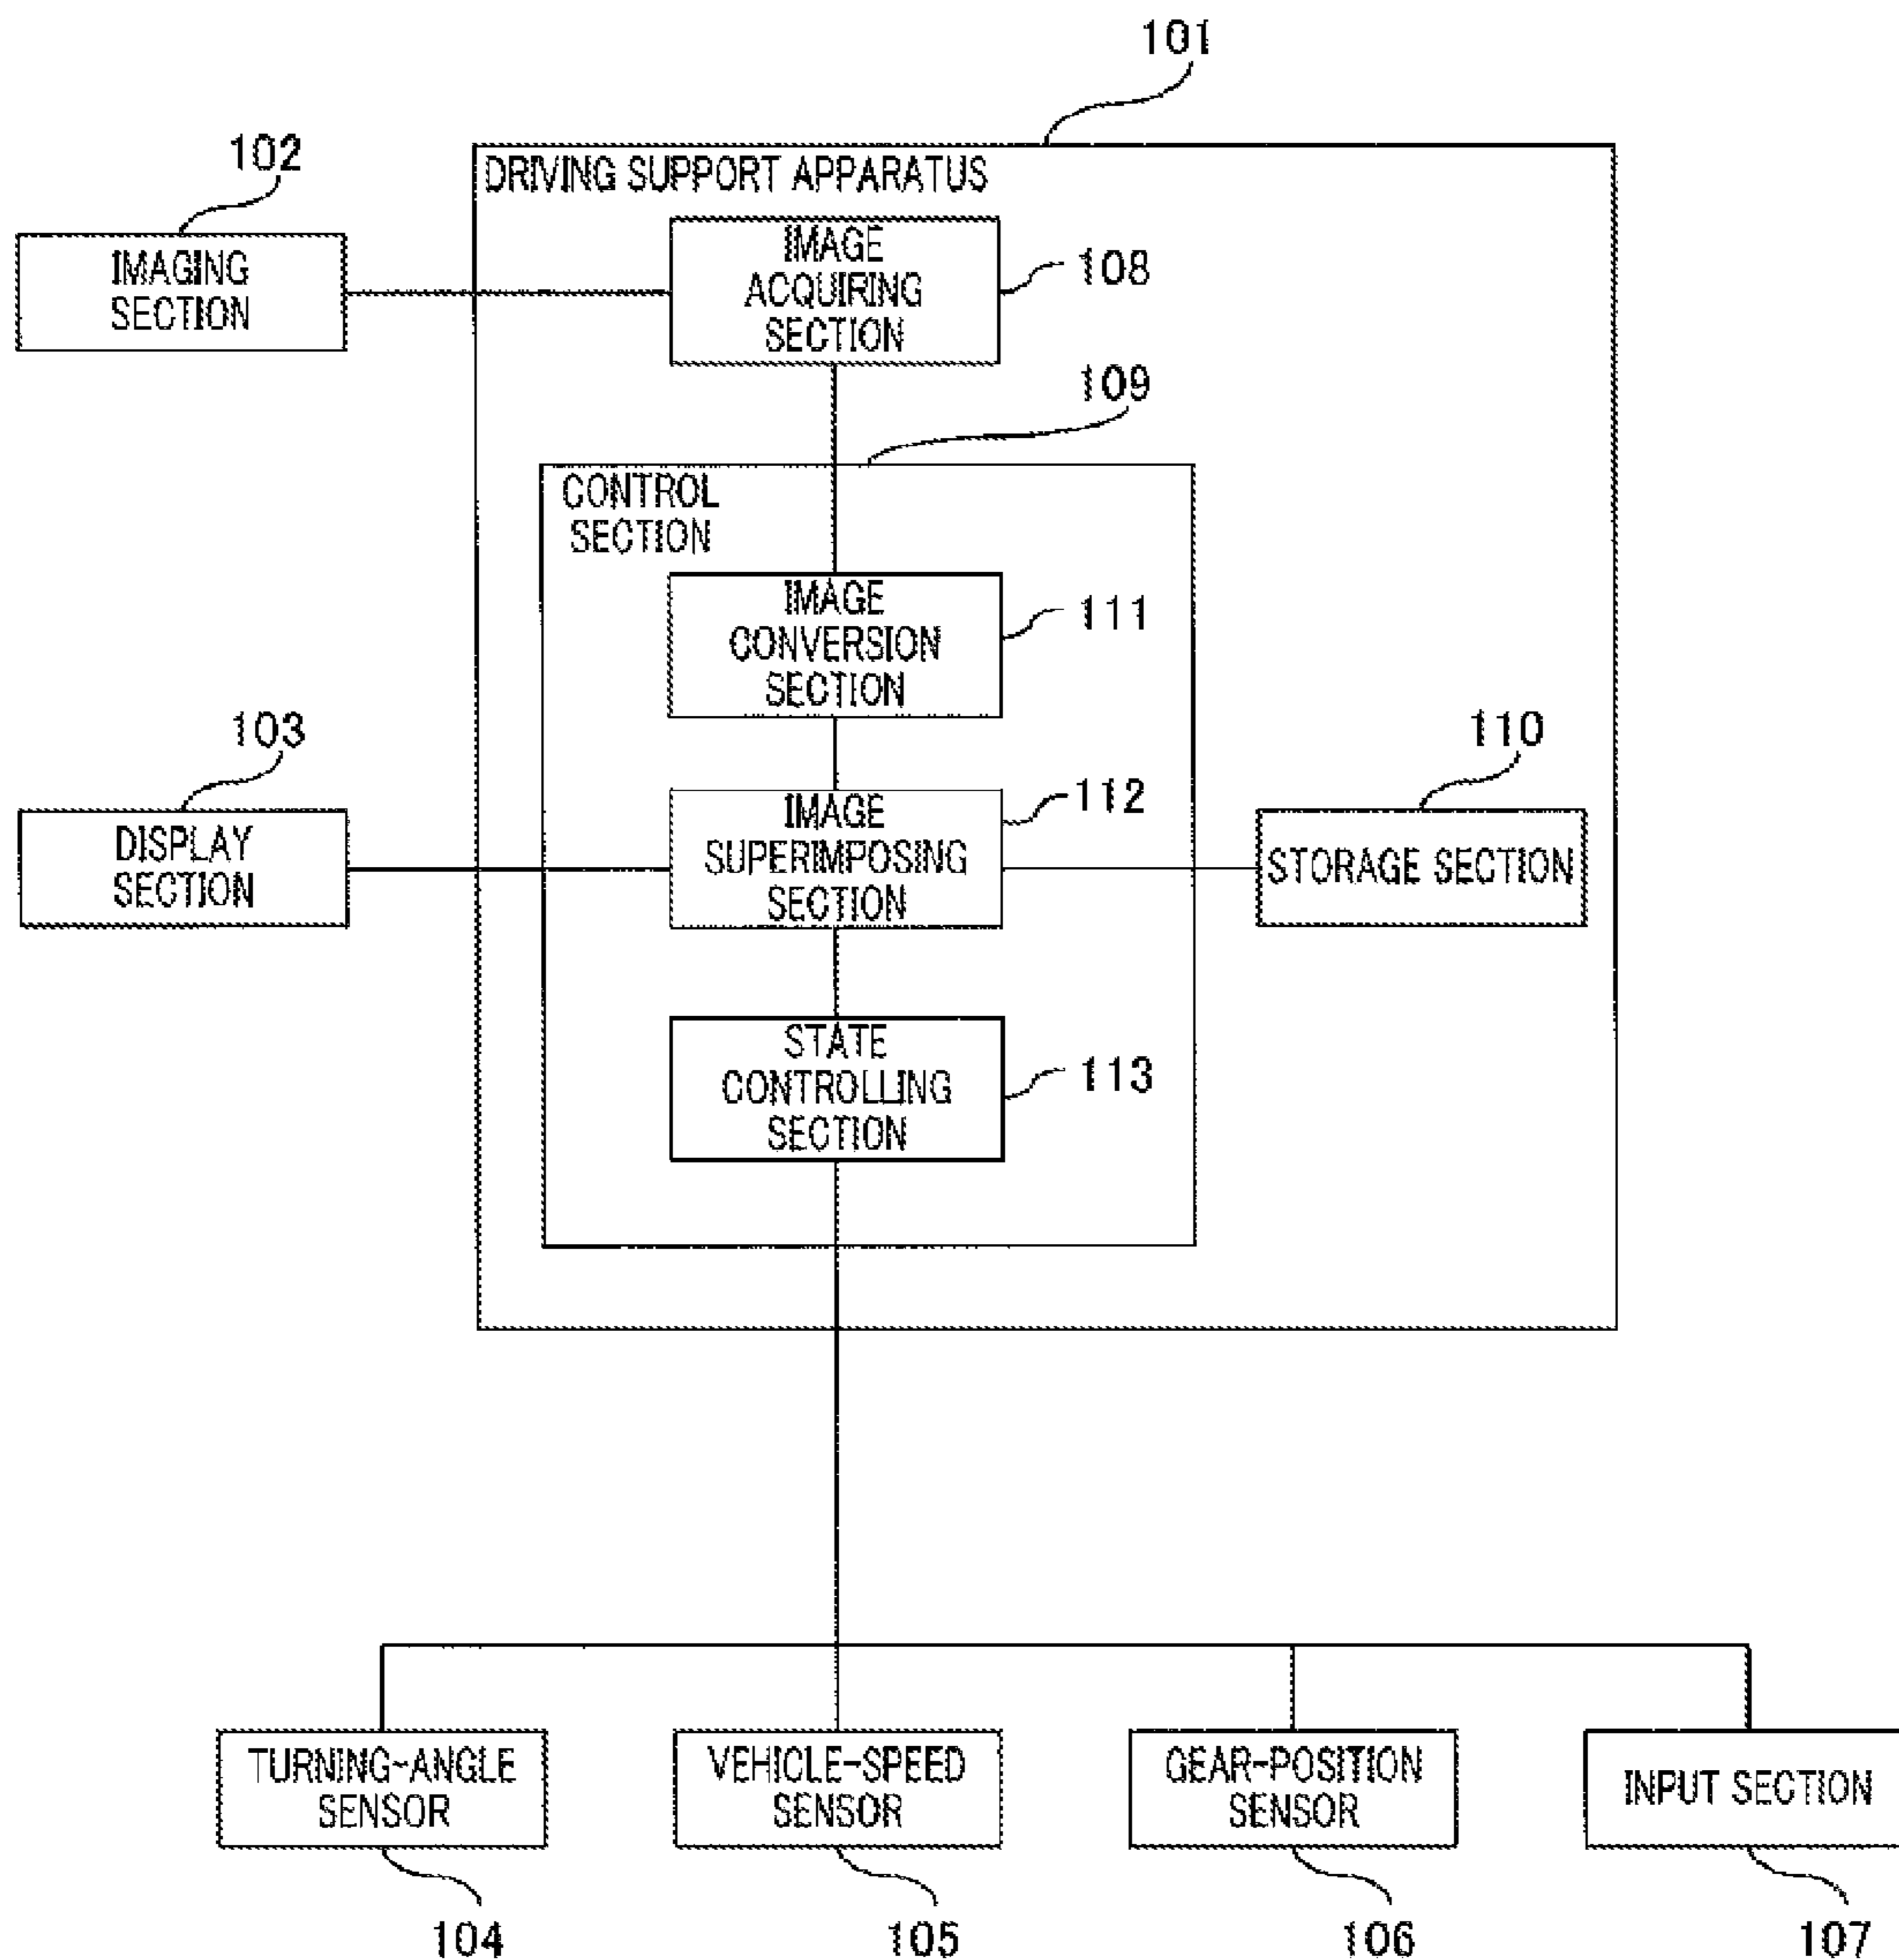 101
102
DRIVING SUPPORT APPARATUS
IMAGING
SECTION
IMAGE
ACQUIRING
SECTION
108
109
CONTROL
SECTION
IMAGE
CONVERSION
SECTION
111
103
110
DISPLAY
SECTION
IMAGE
SUPERIMPOSING
SECTION
112
STORAGE SECTION
STATE
CONTROLLING
SECTION
113
TURNING-ANGLE
SENSOR
VEHICLE-SPEED
SENSOR
GEAR-POSITION
SENSOR
INPUT SECTION
104
105
106
107